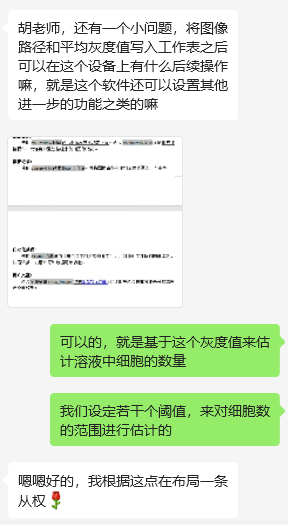 胡老师，还有一个小问题，将图像
路径和平均灰度值写入工作表之后
可以在这个设备上有什么后续操作
嘛，就是这个软件还可以设置其他
进一步的功能之类的嘛
可以的，就是基于这个灰度值来估
计溶液中细胞的数量
我们设定若干个阈值，来对细胞数
的范围进行估计的
嗯嗯好的，我根据这点在布局一条
从权🌹